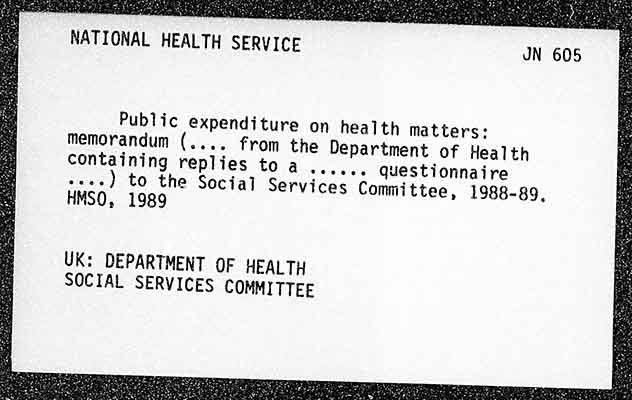 NATIONAL HEALTH SERVICE
JN 605
Public expenditure on health matters:
memorandum (.... from the Department of Health
containing replies to a ...... questionnaire
....) to the Social Services Committee, 1988-89.
HMSO, 1989
UK: DEPARTMENT OF HEALTH
SOCIAL SERVICES COMMITTEE